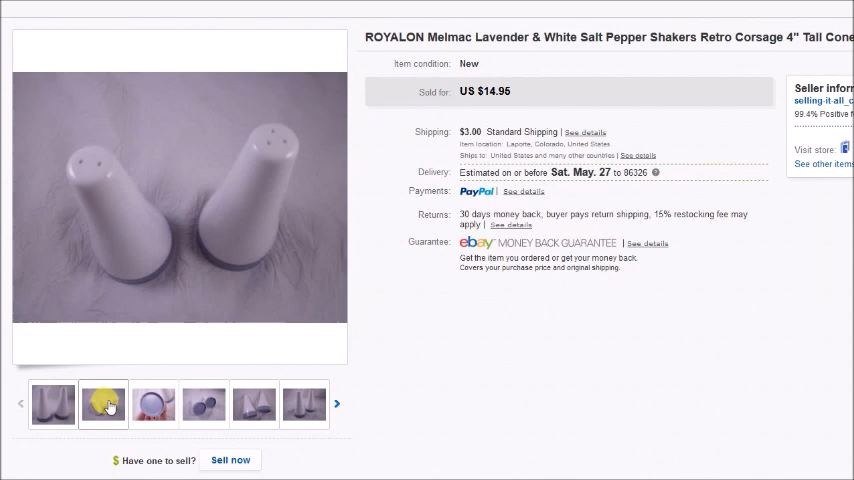 ROYALON Melmac Lavender & White Salt Pepper Shakers Retro Corsage 4" Tall Cone
Item condition: New
Sold for: US $14.95
Seller inform
selling-it-all_c
99.4% Positive f
Visit store:
See other items
Shipping: $3.00 Standard Shipping | See details
Item location: Laporte, Colorado, United States
Ships to: United States and many other countries | See details
Delivery: Estimated on or before Sat. May. 27 to 86326
Payments: PayPal | See details
Returns: 30 days money back, buyer pays return shipping, 15% restocking fee may
apply | See details
Guarantee: ebay MONEY BACK GUARANTEE | See details
Get the item you ordered or get your money back.
Covers your purchase price and original shipping.
$ Have one to sell? Sell now